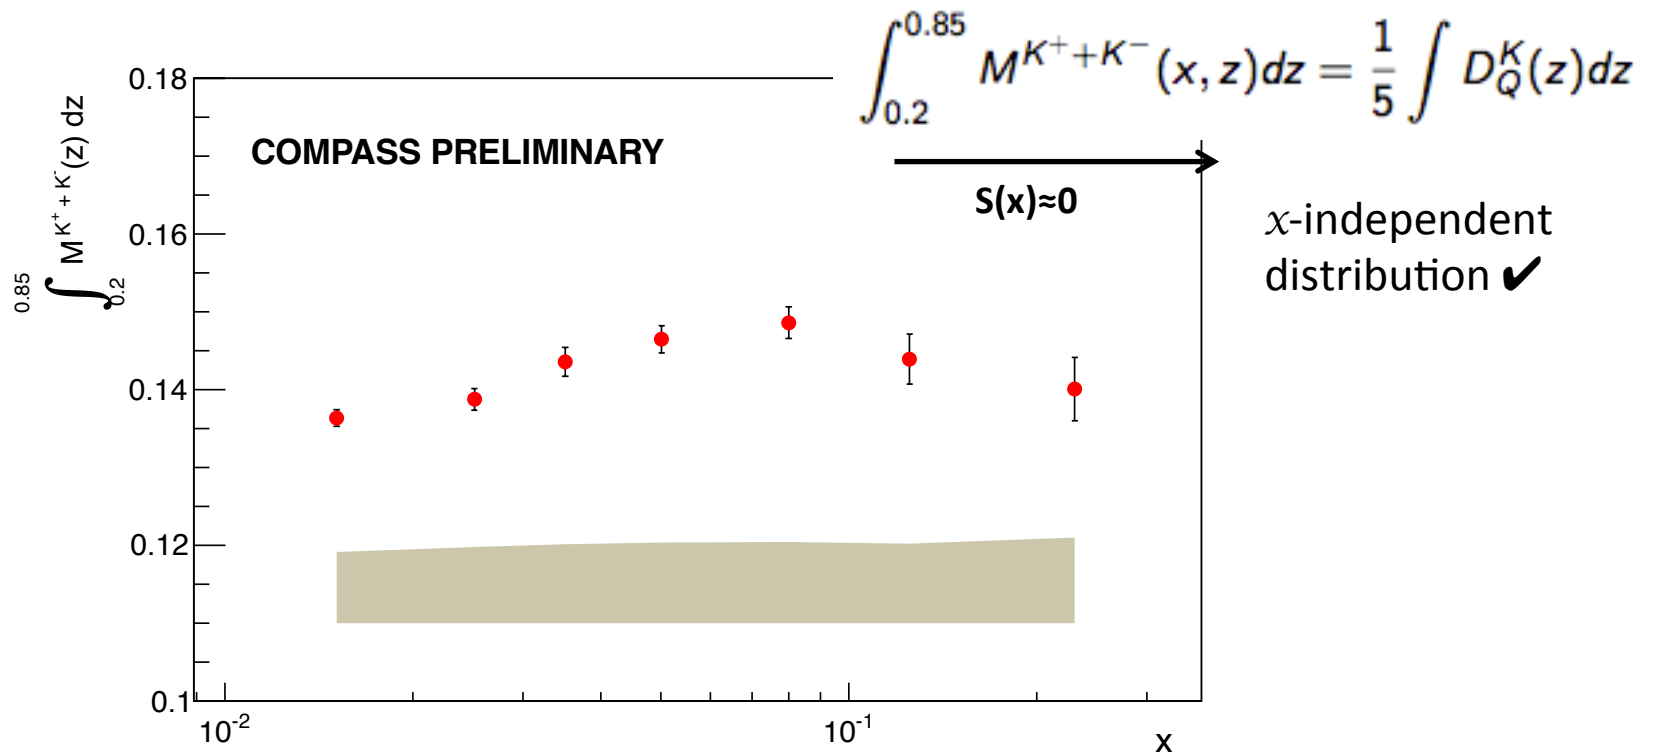 ∫_{0.2}^{0.85} M^{K⁺+K⁻}(x, z)dz = 1/5 ∫ D_Q^K(z)dz
0.18
COMPASS PRELIMINARY
S(x)≈0
x-independent
distribution ✔
∫_{0.2}^{0.85} M^{K⁺ + K⁻}(z) dz
0.16
0.14
0.12
0.1
10⁻²
10⁻¹
x